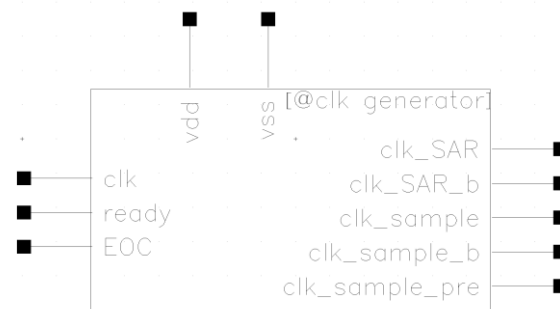 vdd
vss
[@clk generator]
clk_SAR
clk
clk_SAR_b
ready
clk_sample
EOC
clk_sample_b
clk_sample_pre